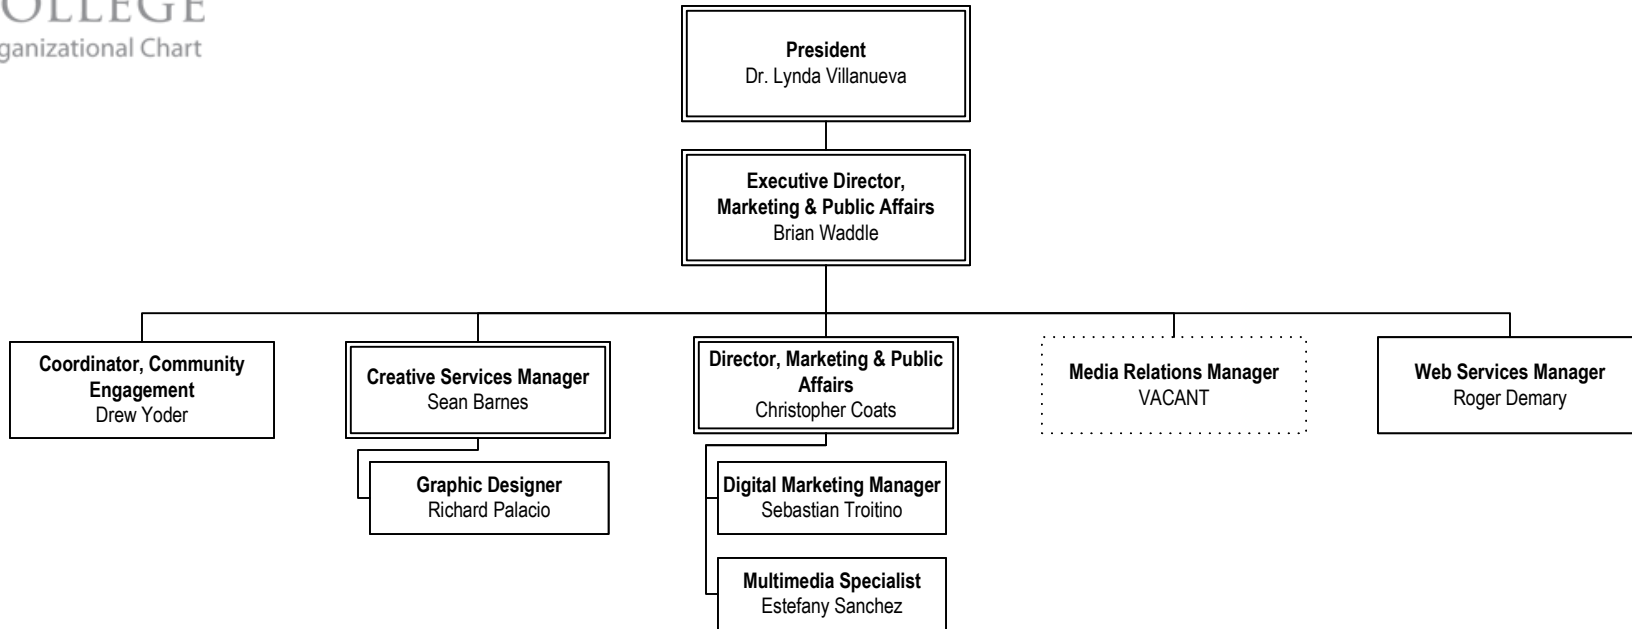 OLLEGE
ganizational Chart
President
Dr. Lynda Villanueva
Executive Director,
Marketing & Public Affairs
Brian Waddle
Coordinator, Community
Engagement
Drew Yoder
Creative Services Manager
Sean Barnes
Director, Marketing & Public
Affairs
Christopher Coats
Media Relations Manager
VACANT
Web Services Manager
Roger Demary
Graphic Designer
Richard Palacio
Digital Marketing Manager
Sebastian Troitino
Multimedia Specialist
Estefany Sanchez